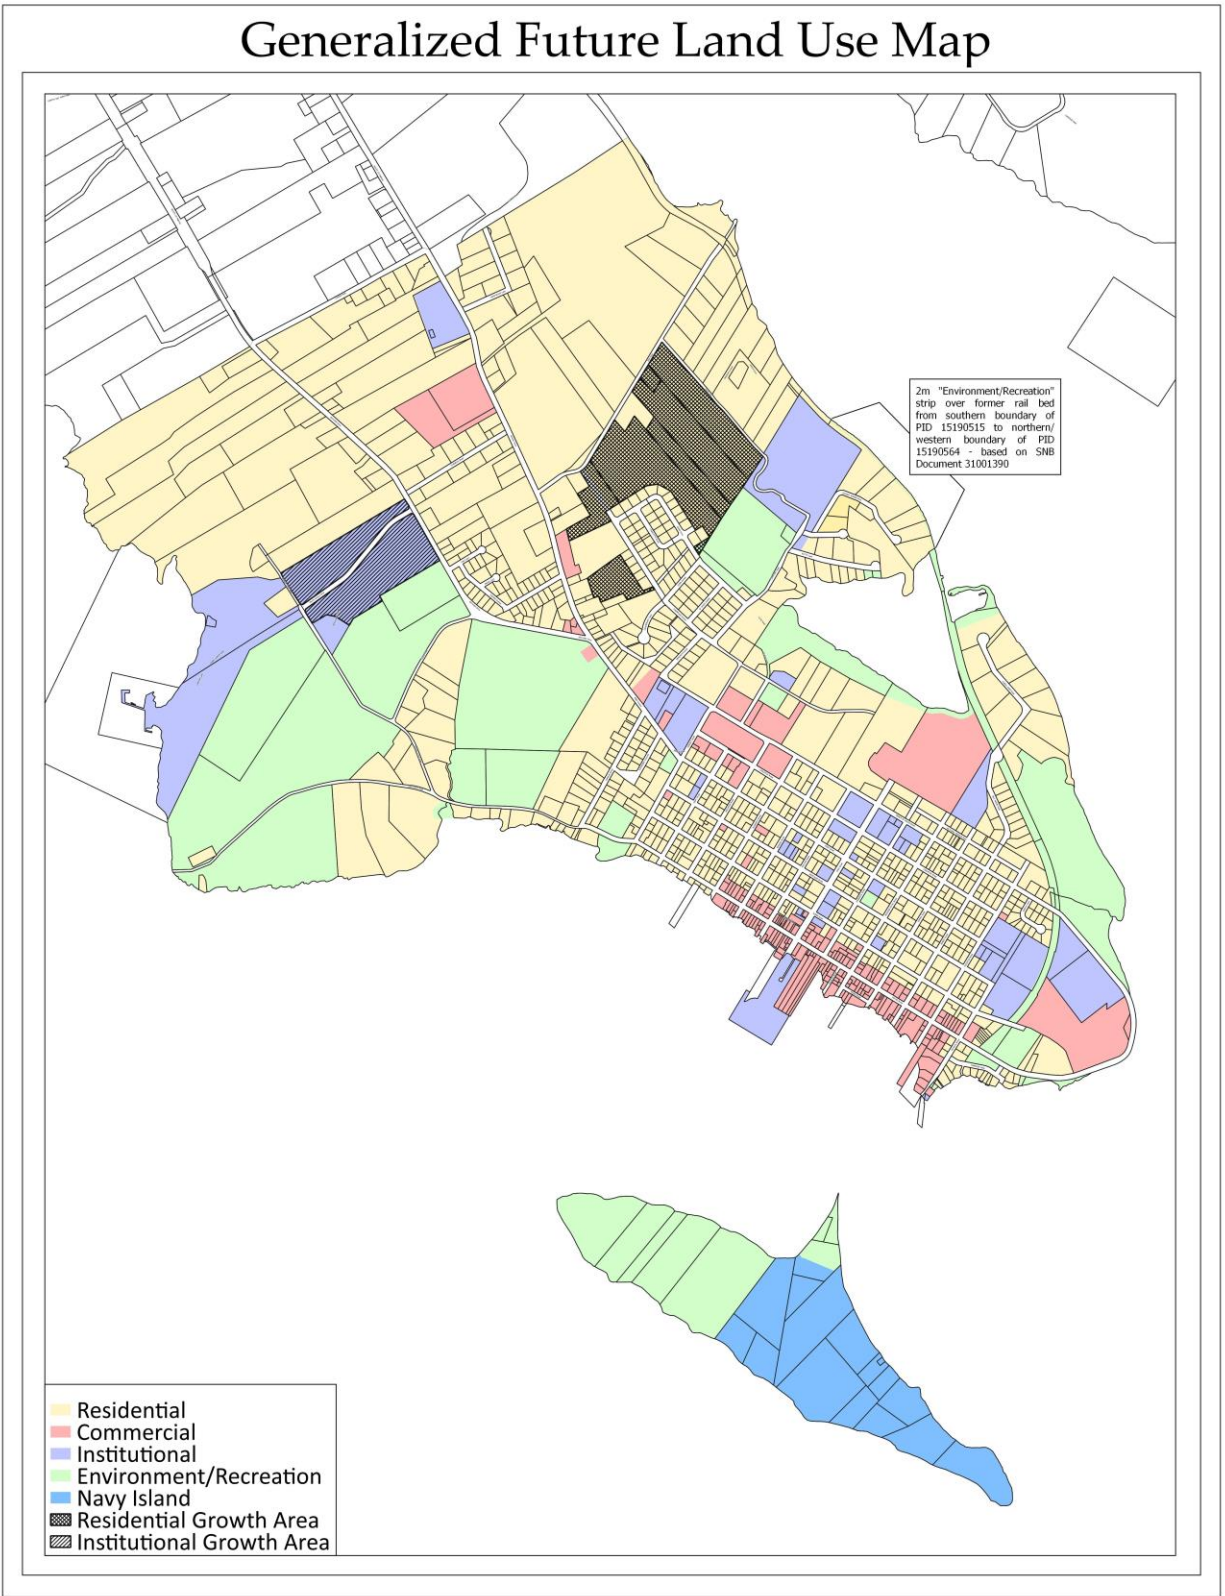 Generalized Future Land Use Map
2m "Environment/Recreation"
strip over former rail bed
from southern boundary of
PID 15190515 to northern/
western boundary of PID
15190564 - based on SNB
Document 31001390
Residential
Commercial
Institutional
Environment/Recreation
Navy Island
Residential Growth Area
Institutional Growth Area